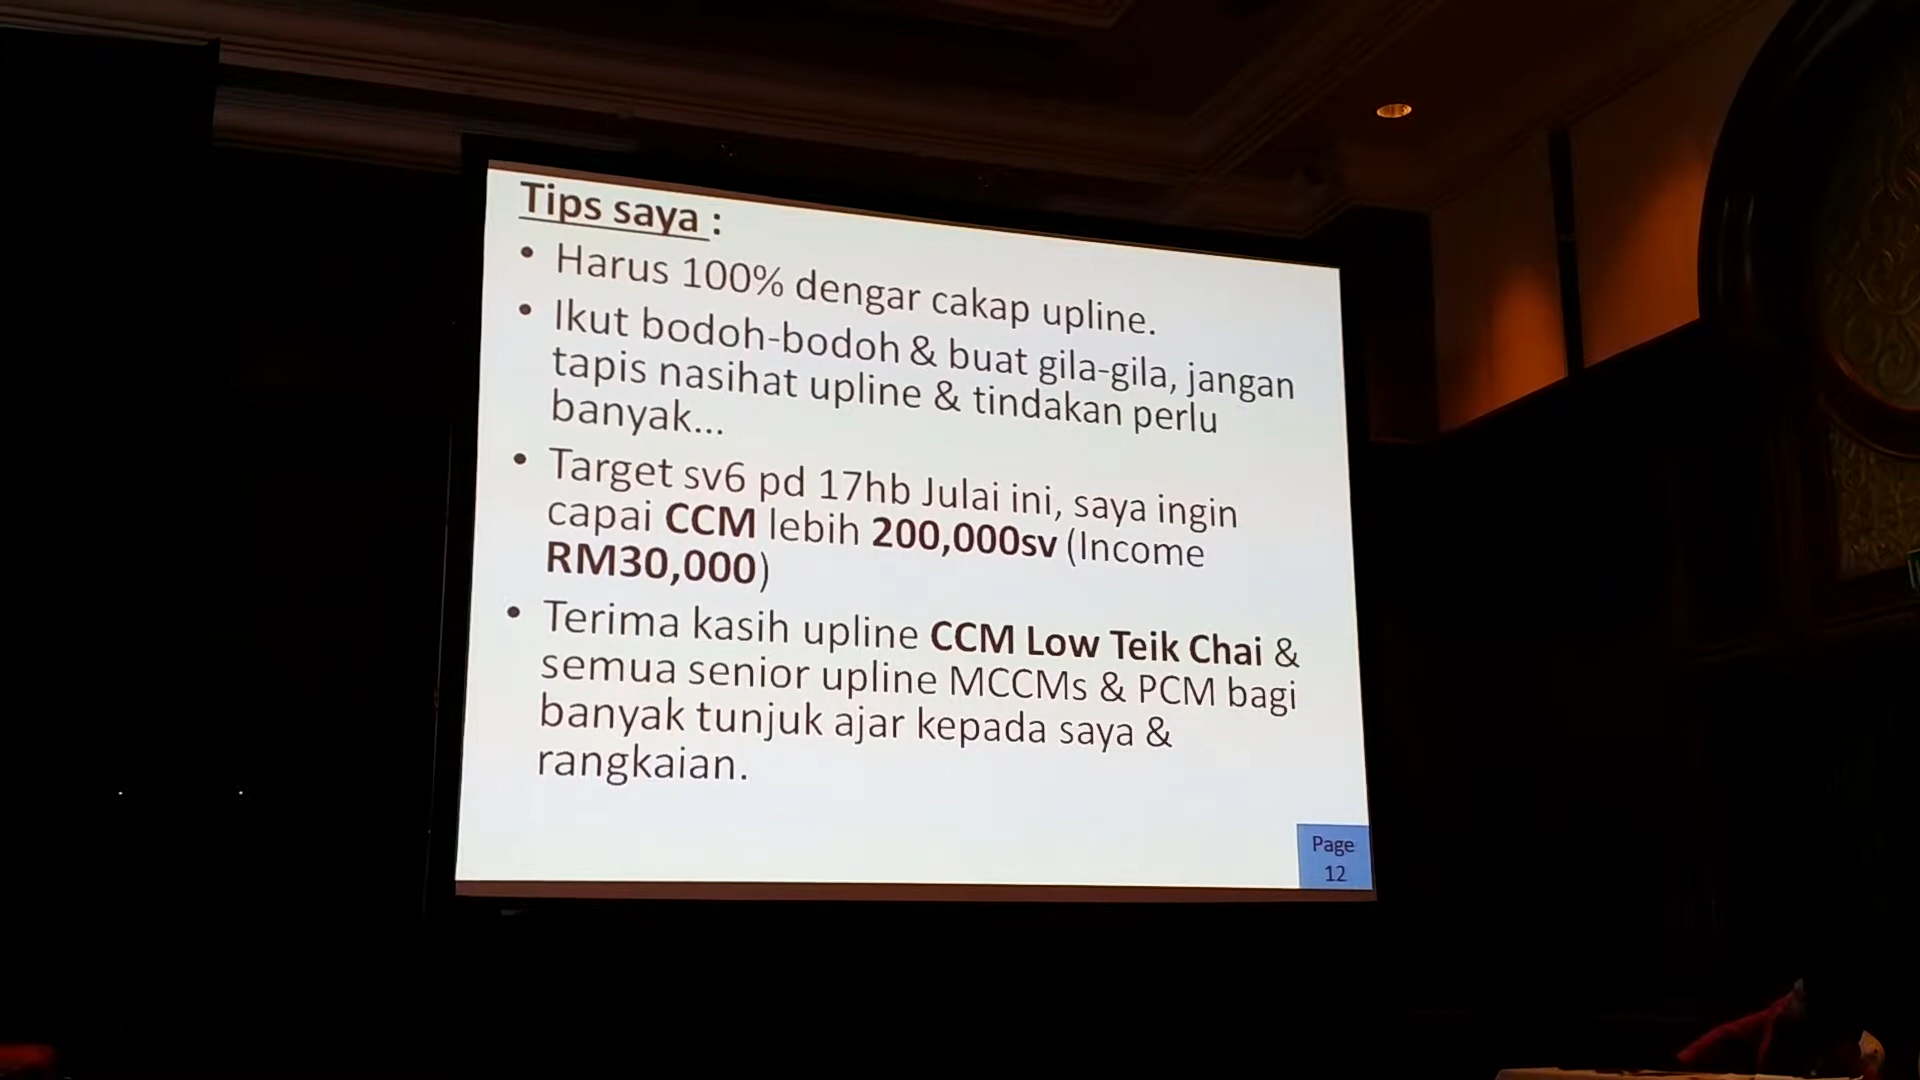 Tips saya :
• Harus 100% dengar cakap upline.
• Ikut bodoh-bodoh & buat gila-gila, jangan
tapis nasihat upline & tindakan perlu
banyak...
• Target sv6 pd 17hb Julai ini, saya ingin
capai CCM lebih 200,000sv (Income
RM30,000)
• Terima kasih upline CCM Low Teik Chai &
semua senior upline MCCMs & PCM bagi
banyak tunjuk ajar kepada saya &
rangkaian.
Page
12